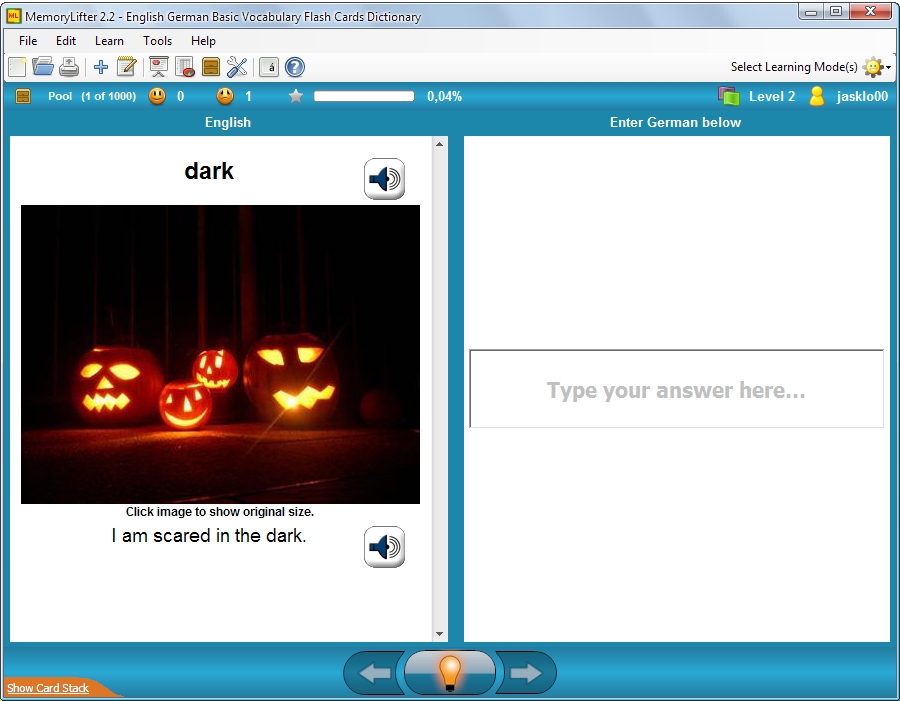 MemoryLifter 2.2 - English German Basic Vocabulary Flash Cards Dictionary
File Edit Learn Tools Help
á ? Select Learning Mode(s)
Pool (1 of 1000) 0 1 0,04% Level 2 jasklo00
English
Enter German below
dark
Click image to show original size.
I am scared in the dark.
Type your answer here...
Show Card Stack